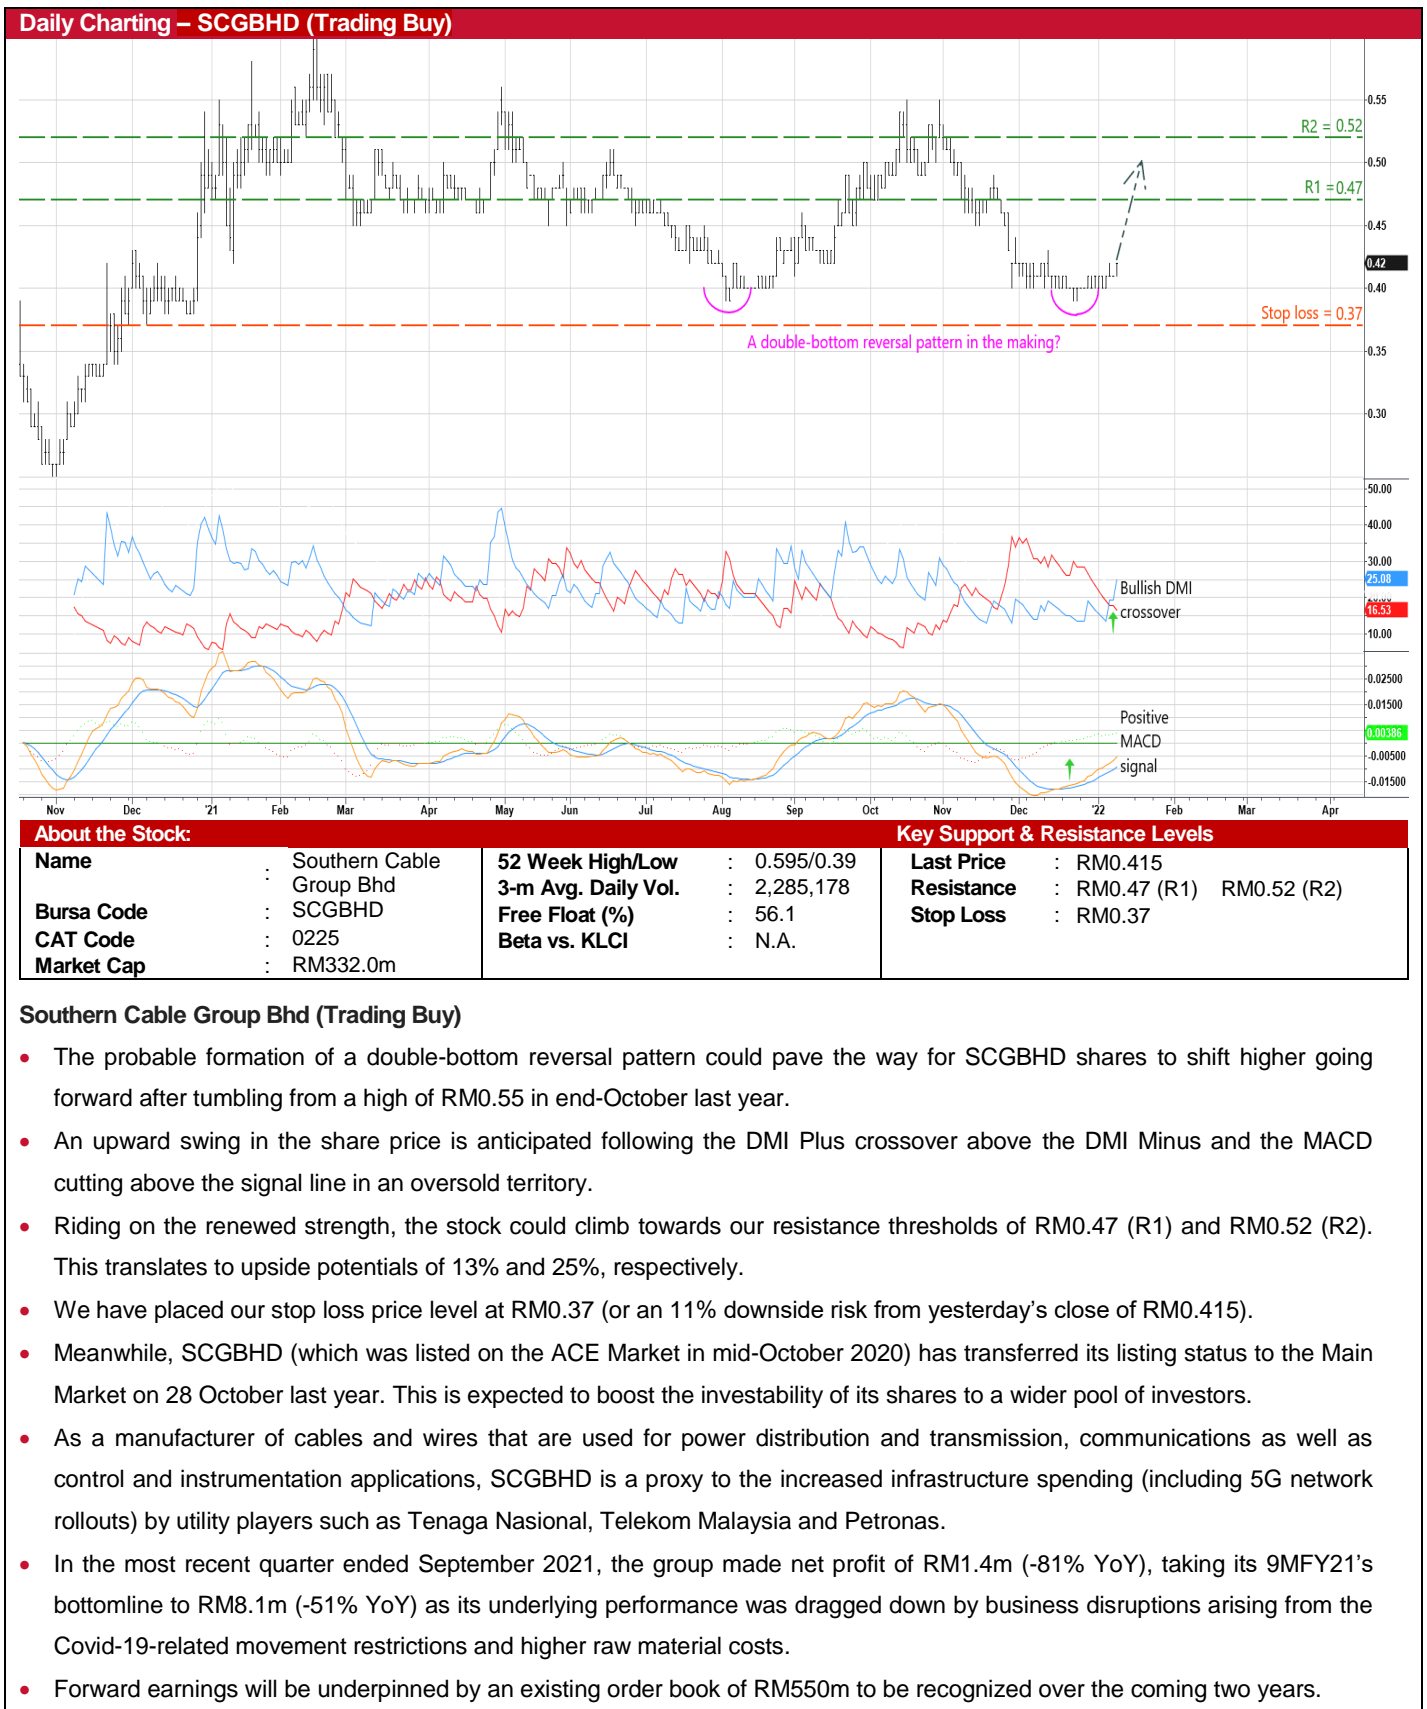 Daily Charting – SCGBHD (Trading Buy)
0.55
R2 = 0.52
0.50
R1 =0.47
0.45
0.42
0.40
Stop loss = 0.37
A double-bottom reversal pattern in the making?
0.35
0.30
50.00
40.00
30.00
25.08
Bullish DMI
16.53
crossover
10.00
0.02500
0.01500
Positive
0.00386
MACD
-0.00500
signal
-0.01500
Nov Dec '21 Feb Mar Apr May Jun Jul Aug Sep Oct Nov Dec '22 Feb Mar Apr
About the Stock: Key Support & Resistance Levels
Name : Southern Cable Group Bhd
Bursa Code : SCGBHD
CAT Code : 0225
Market Cap : RM332.0m
52 Week High/Low : 0.595/0.39
3-m Avg. Daily Vol. : 2,285,178
Free Float (%) : 56.1
Beta vs. KLCI : N.A.
Last Price : RM0.415
Resistance : RM0.47 (R1) RM0.52 (R2)
Stop Loss : RM0.37
Southern Cable Group Bhd (Trading Buy)
• The probable formation of a double-bottom reversal pattern could pave the way for SCGBHD shares to shift higher going
forward after tumbling from a high of RM0.55 in end-October last year.
• An upward swing in the share price is anticipated following the DMI Plus crossover above the DMI Minus and the MACD
cutting above the signal line in an oversold territory.
• Riding on the renewed strength, the stock could climb towards our resistance thresholds of RM0.47 (R1) and RM0.52 (R2).
This translates to upside potentials of 13% and 25%, respectively.
• We have placed our stop loss price level at RM0.37 (or an 11% downside risk from yesterday’s close of RM0.415).
• Meanwhile, SCGBHD (which was listed on the ACE Market in mid-October 2020) has transferred its listing status to the Main
Market on 28 October last year. This is expected to boost the investability of its shares to a wider pool of investors.
• As a manufacturer of cables and wires that are used for power distribution and transmission, communications as well as
control and instrumentation applications, SCGBHD is a proxy to the increased infrastructure spending (including 5G network
rollouts) by utility players such as Tenaga Nasional, Telekom Malaysia and Petronas.
• In the most recent quarter ended September 2021, the group made net profit of RM1.4m (-81% YoY), taking its 9MFY21’s
bottomline to RM8.1m (-51% YoY) as its underlying performance was dragged down by business disruptions arising from the
Covid-19-related movement restrictions and higher raw material costs.
• Forward earnings will be underpinned by an existing order book of RM550m to be recognized over the coming two years.